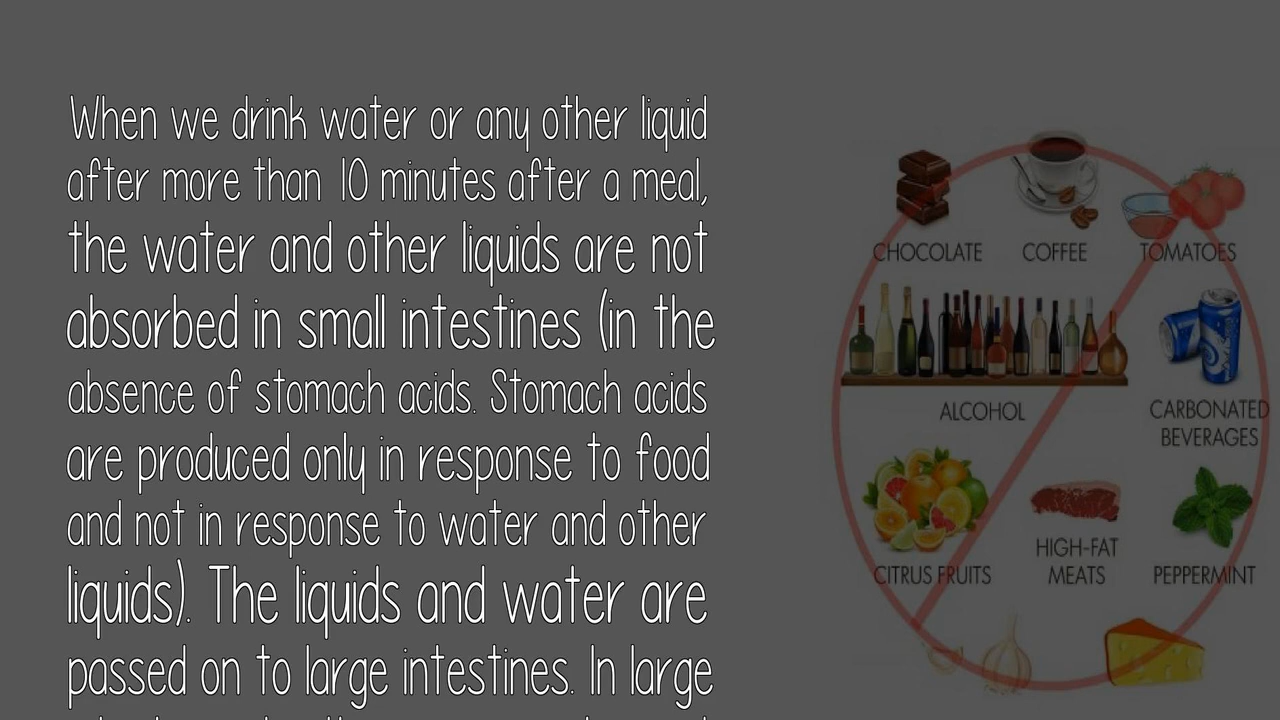 When we drink water or any other liquid
after more than 10 minutes after a meal,
the water and other liquids are not
absorbed in small intestines (in the
absence of stomach acids. Stomach acids
are produced only in response to food
and not in response to water and other
liquids). The liquids and water are
passed on to large intestines. In large
CHOCOLATE
COFFEE
TOMATOES
ALCOHOL
CARBONATED
BEVERAGES
CITRUS FRUITS
HIGH-FAT
MEATS
PEPPERMINT